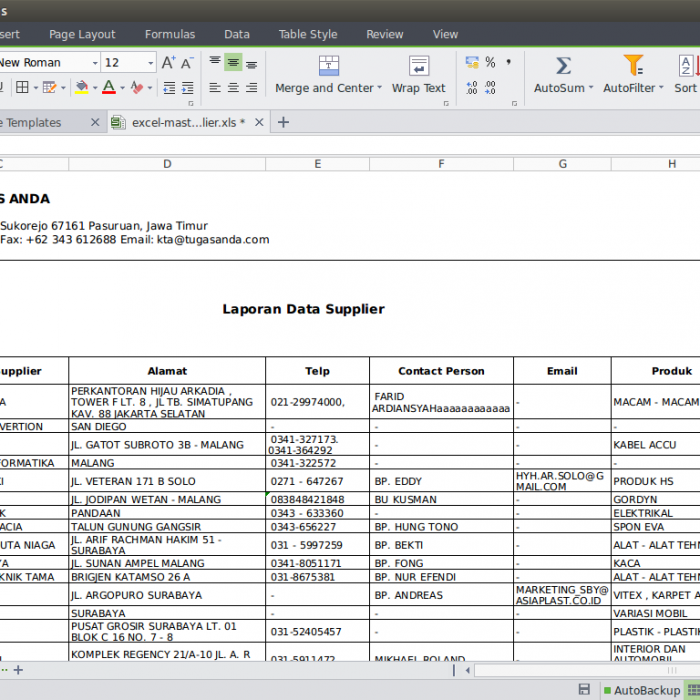 s
sert Page Layout Formulas Data Table Style Review View
New Roman 12 A+ A-
U A Merge and Center Wrap Text % , AutoSum AutoFilter Sort
e Templates excel-mast...lier.xls *
C D E F G H
S ANDA
Sukorejo 67161 Pasuruan, Jawa Timur
Fax: +62 343 612688 Email: kta@tugasanda.com
Laporan Data Supplier
upplier Alamat Telp Contact Person Email Produk
A PERKANTORAN HIJAU ARKADIA ,
TOWER F LT. 8 , JL TB. SIMATUPANG
KAV. 88 JAKARTA SELATAN
021-29974000,
FARID
ARDIANSYAHaaaaaaaaaaaa
-
MACAM - MACAM
VERTION SAN DIEGO - - - -
JL. GATOT SUBROTO 3B - MALANG
0341-327173.
0341-364292
- - KABEL ACCU
FORMATIKA MALANG 0341-322572 - - -
KI JL. VETERAN 171 B SOLO 0271 - 647267 BP. EDDY
HYH.AR.SOLO@G
MAIL.COM
PRODUK HS
JL. JODIPAN WETAN - MALANG 083848421848 BU KUSMAN - GORDYN
K PANDAAN 0343 - 633360 - - ELEKTRIKAL
ACIA TALUN GUNUNG GANGSIR 0343-656227 BP. HUNG TONO - SPON EVA
UTA NIAGA JL. ARIF RACHMAN HAKIM 51 -
SURABAYA
031 - 5997259 BP. BEKTI - ALAT - ALAT TEHN
YA JL. SUNAN AMPEL MALANG 0341-8051171 BP. FONG - KACA
KNIK TAMA BRIGJEN KATAMSO 26 A 031-8675381 BP. NUR EFENDI - ALAT - ALAT TEHN
JL. ARGOPURO SURABAYA - BP. ANDREAS
MARKETING_SBY@
ASIAPLAST.CO.ID
VITEX , KARPET A
SURABAYA - - - VARIASI MOBIL
PUSAT GROSIR SURABAYA LT. 01
BLOK C 16 NO. 7 - 8
031-52405457 - - PLASTIK - PLASTIK
KOMPLEK REGENCY 21/A-10 JL. A. R
031-5911472 MIKHAEL ROLAND -
INTERIOR DAN
AUTOMOBIL
AutoBackup